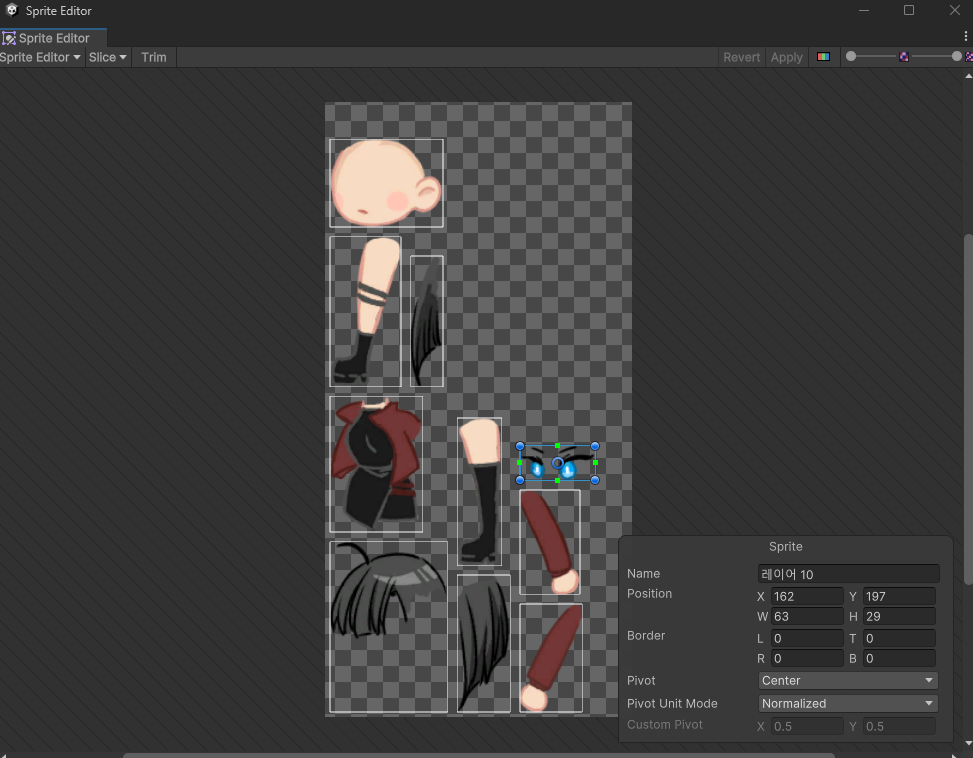 Sprite Editor
Sprite Editor
Sprite Editor Slice Trim Revert Apply
Sprite
Name 레이어 10
Position X 162 Y 197
W 63 H 29
Border L 0 T 0
R 0 B 0
Pivot Center
Pivot Unit Mode Normalized
Custom Pivot X 0.5 Y 0.5